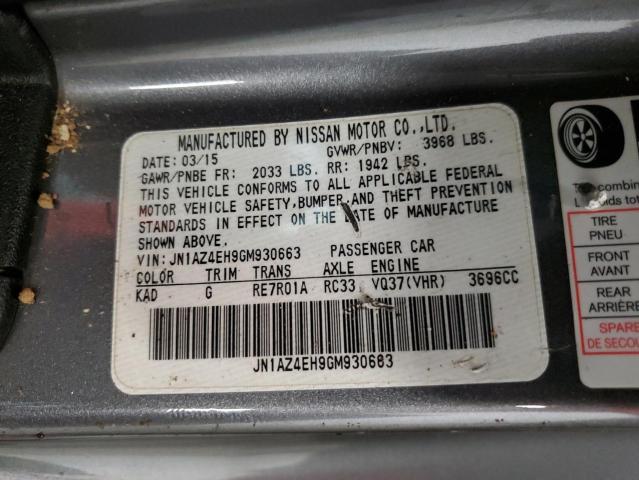 MANUFACTURED BY NISSAN MOTOR CO.,LTD.
DATE: 03/15 GVWR/PNBV: 3968 LBS.
GAWR/PNBE FR: 2033 LBS. RR: 1942 LBS.
THIS VEHICLE CONFORMS TO ALL APPLICABLE FEDERAL
MOTOR VEHICLE SAFETY,BUMPER,AND THEFT PREVENTION
STANDARDS IN EFFECT ON THE DATE OF MANUFACTURE
SHOWN ABOVE.
VIN: JN1AZ4EH9GM930663 PASSENGER CAR
COLOR TRIM TRANS AXLE ENGINE
KAD G RE7R01A RC33 VQ37(VHR) 3696CC
JN1AZ4EH9GM930683
The combin
TIRE
PNEU
FRONT
AVANT
REAR
ARRIÈRE
SPARE
DE SECOU